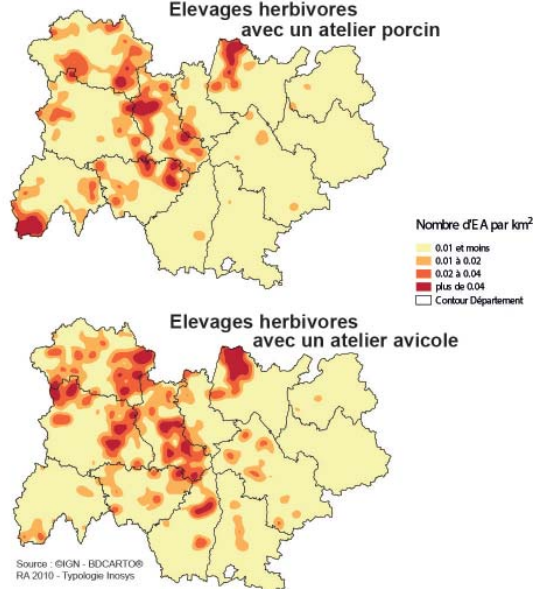 Elevages herbivores
avec un atelier porcin
Nombre d'EA par km²
0.01 et moins
0.01 à 0.02
0.02 à 0.04
plus de 0.04
Contour Département
Elevages herbivores
avec un atelier avicole
Source : ©IGN - BDCARTO®
RA 2010 - Typologie Inosys